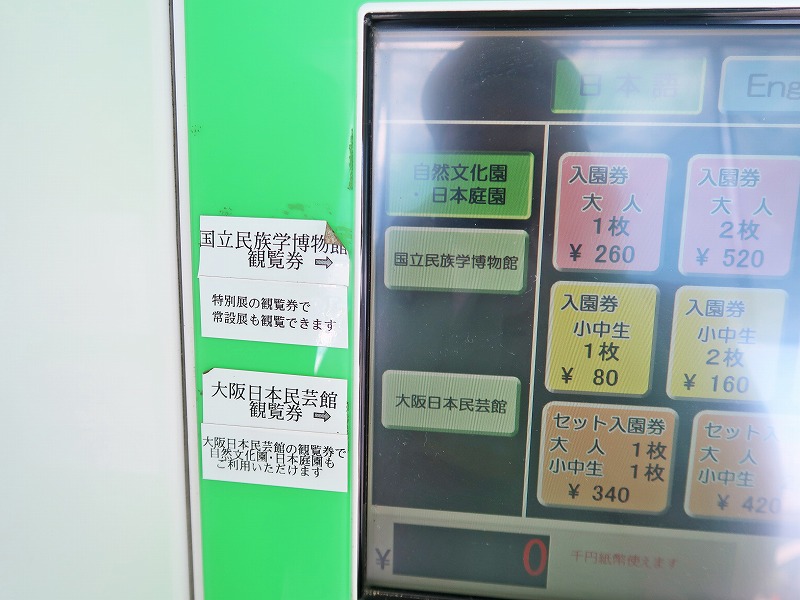 国立民族学博物館
観覧券 ⇨
特別展の観覧券で
常設展も観覧できます
大阪日本民芸館
観覧券 ⇨
大阪日本民芸館の観覧券で
自然文化園・日本庭園も
ご利用いただけます
日本語
Eng
自然文化園
・日本庭園
国立民族学博物館
大阪日本民芸館
入園券
大人
1枚
¥ 260
入園券
大人
2枚
¥ 520
入園券
小中生
1枚
¥ 80
入園券
小中生
2枚
¥ 160
セット入園券
大人 1枚
小中生 1枚
¥ 340
セット入
大人
小中生
¥ 420
¥ 0
千円紙幣使えます